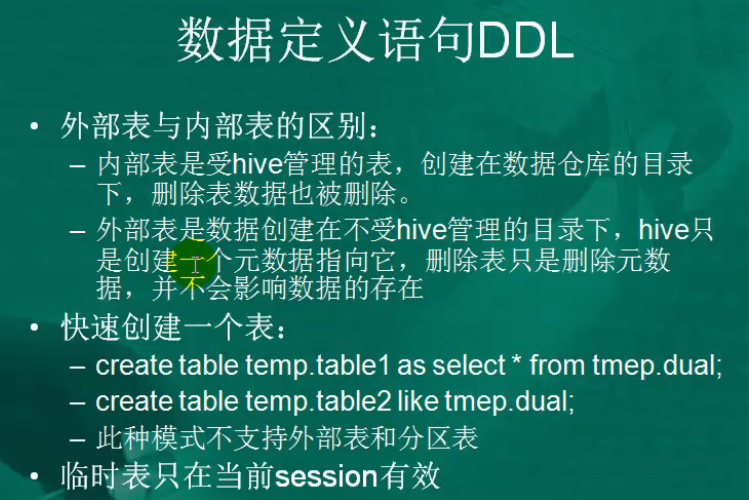 数据定义语句DDL
• 外部表与内部表的区别：
– 内部表是受hive管理的表，创建在数据仓库的目录
下，删除表数据也被删除。
– 外部表是数据创建在不受hive管理的目录下，hive只
是创建一个元数据指向它，删除表只是删除元数
据，并不会影响数据的存在
• 快速创建一个表：
– create table temp.table1 as select * from tmep.dual;
– create table temp.table2 like tmep.dual;
– 此种模式不支持外部表和分区表
• 临时表只在当前session有效